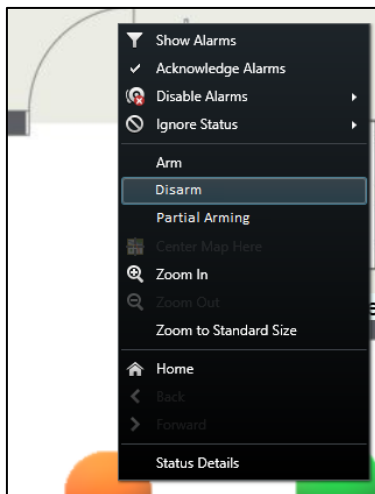 Show Alarms
Acknowledge Alarms
Disable Alarms
Ignore Status
Arm
Disarm
Partial Arming
Center Map Here
Zoom In
Zoom Out
Zoom to Standard Size
Home
Back
Forward
Status Details